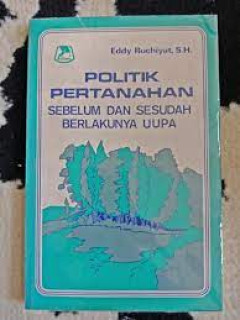 Eddy Ruchiyat, S.H.
POLITIK
PERTANAHAN
SEBELUM DAN SESUDAH
BERLAKUNYA UUPA